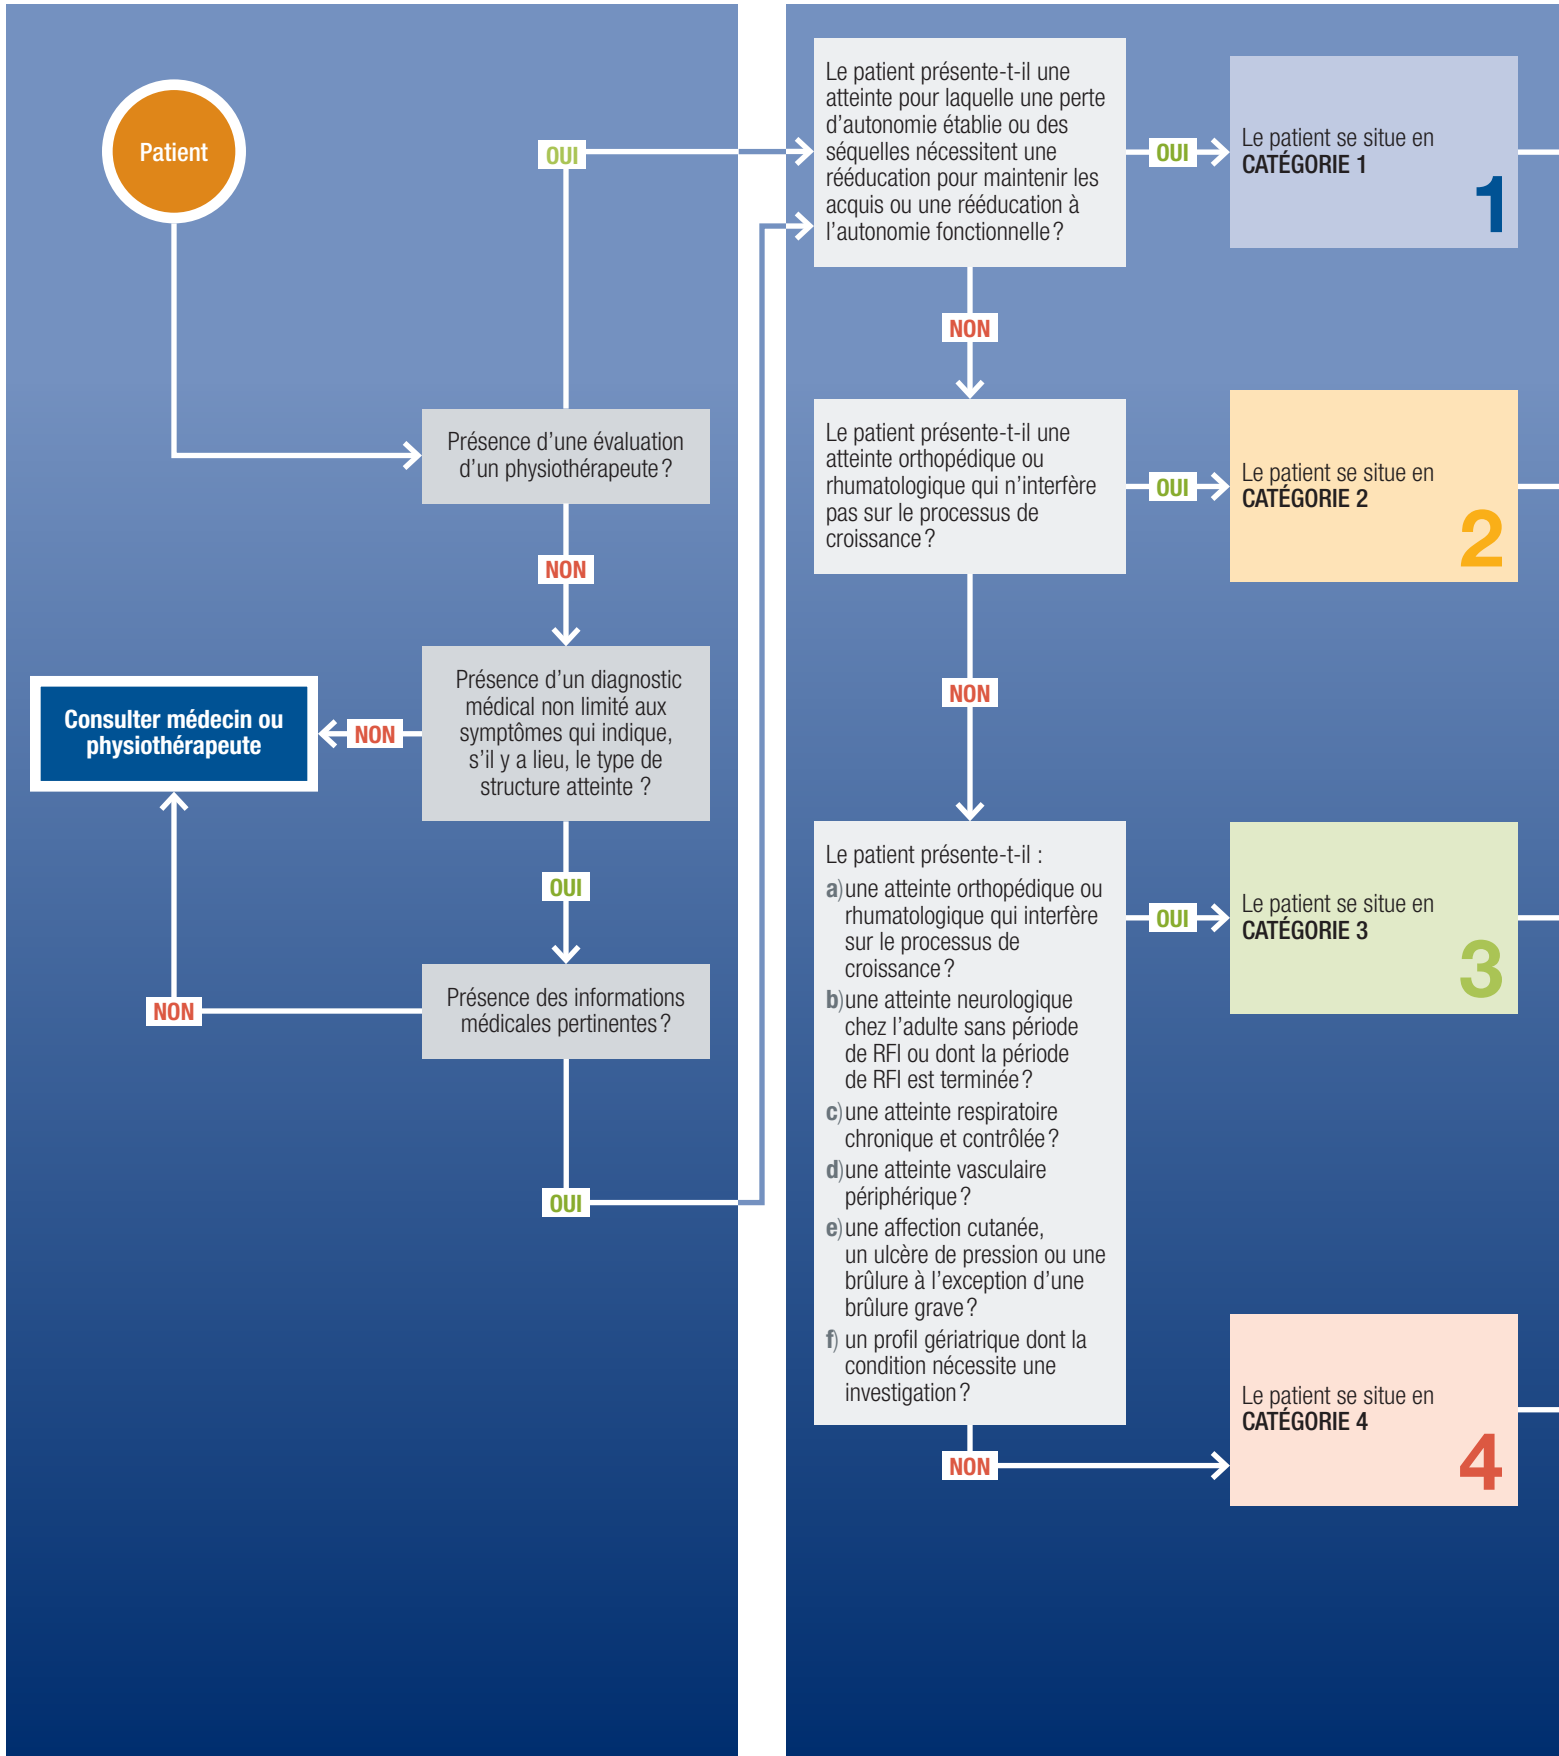 Patient
OUI
Présence d'une évaluation
d'un physiothérapeute ?
NON
Présence d'un diagnostic
médical non limité aux
symptômes qui indique,
s'il y a lieu, le type de
structure atteinte ?
NON
Consulter médecin ou
physiothérapeute
OUI
Présence des informations
médicales pertinentes ?
NON
OUI
Le patient présente-t-il une
atteinte pour laquelle une perte
d'autonomie établie ou des
séquelles nécessitent une
rééducation pour maintenir les
acquis ou une rééducation à
l'autonomie fonctionnelle ?
OUI
Le patient se situe en
CATÉGORIE 1
1
NON
Le patient présente-t-il une
atteinte orthopédique ou
rhumatologique qui n'interfère
pas sur le processus de
croissance ?
OUI
Le patient se situe en
CATÉGORIE 2
2
NON
Le patient présente-t-il :
a) une atteinte orthopédique ou
rhumatologique qui interfère
sur le processus de
croissance ?
b) une atteinte neurologique
chez l'adulte sans période
de RFI ou dont la période
de RFI est terminée ?
c) une atteinte respiratoire
chronique et contrôlée ?
d) une atteinte vasculaire
périphérique ?
e) une affection cutanée,
un ulcère de pression ou une
brûlure à l'exception d'une
brûlure grave ?
f) un profil gériatrique dont la
condition nécessite une
investigation ?
OUI
Le patient se situe en
CATÉGORIE 3
3
NON
Le patient se situe en
CATÉGORIE 4
4